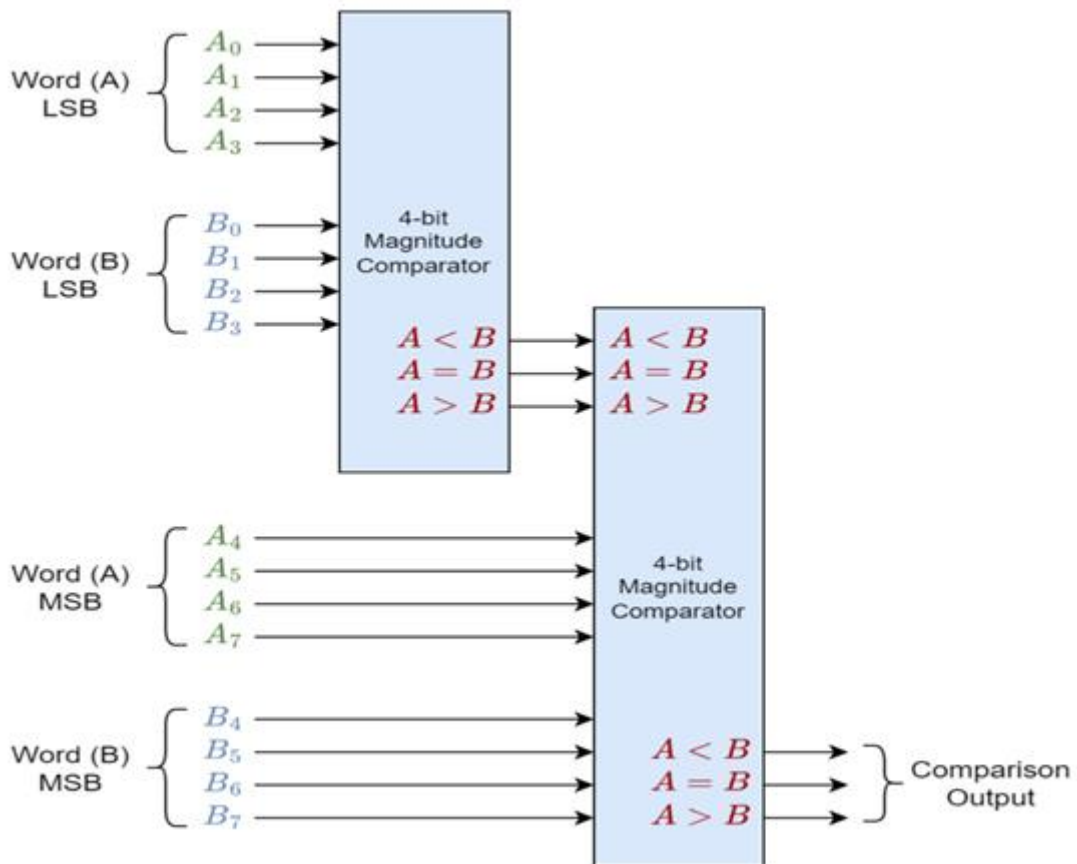 Word (A)
LSB
A₀
A₁
A₂
A₃
Word (B)
LSB
B₀
B₁
B₂
B₃
4-bit
Magnitude
Comparator
A < B
A = B
A > B
A < B
A = B
A > B
Word (A)
MSB
A₄
A₅
A₆
A₇
4-bit
Magnitude
Comparator
Word (B)
MSB
B₄
B₅
B₆
B₇
A < B
A = B
A > B
Comparison
Output